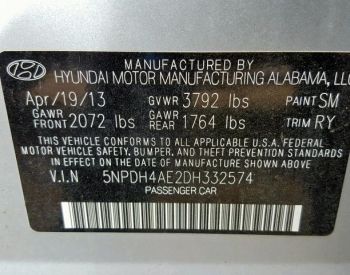 MANUFACTURED BY
HYUNDAI MOTOR MANUFACTURING ALABAMA, LLC
Apr/19/13 GVWR 3792 lbs PAINT SM
GAWR FRONT 2072 lbs GAWR REAR 1764 lbs TRIM RY
THIS VEHICLE CONFORMS TO ALL APPLICABLE U.S. FEDERAL
MOTOR VEHICLE SAFETY, BUMPER, AND THEFT PREVENTION
STANDARDS IN EFFECT ON THE DATE OF MANUFACTURE SHOWN ABOVE.
V.I.N 5NPDH4AE2DH332574
PASSENGER CAR